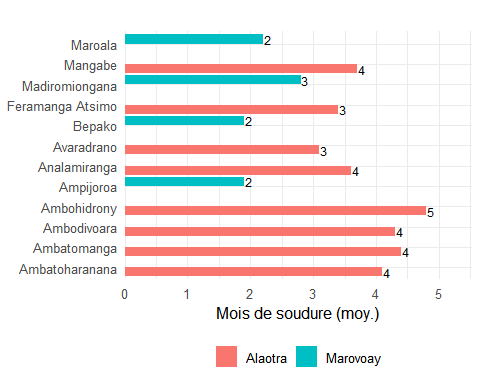 Maroala 2
Mangabe 4
Madiromiongana 3
Feramanga Atsimo 3
Bepako 2
Avaradrano 3
Analamiranga 4
Ampijoroa 2
Ambohidrony 5
Ambodivoara 4
Ambatomanga 4
Ambatoharanana 4
0 1 2 3 4 5
Mois de soudure (moy.)
Alaotra Marovoay